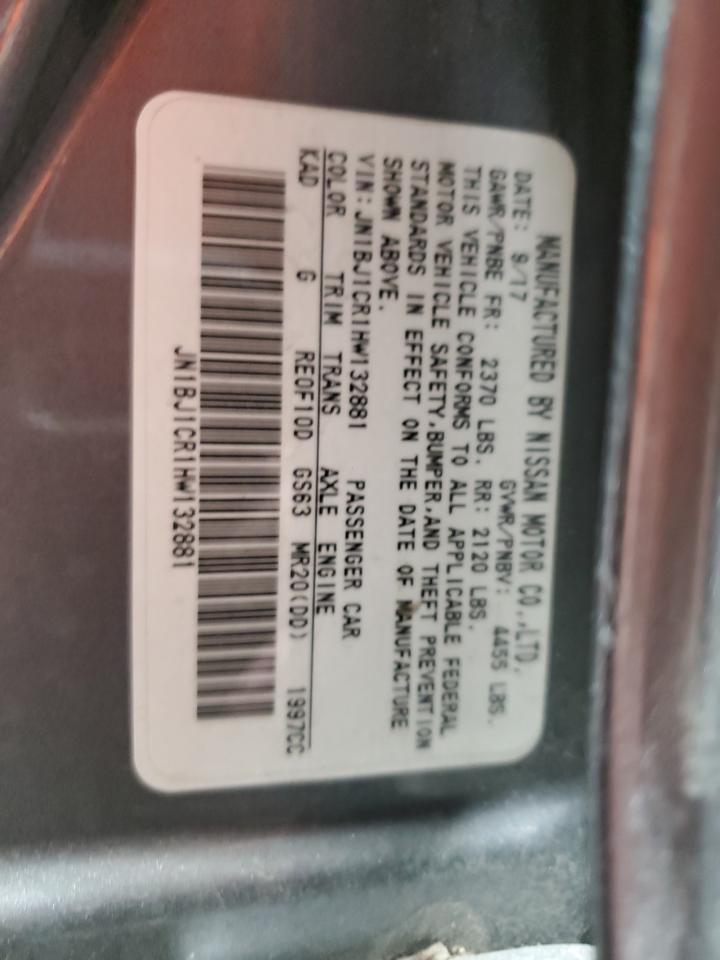 MANUFACTURED BY NISSAN MOTOR CO.,LTD.
DATE: 9/17 GVWR/PNBV: 4455 LBS.
GAWR/PNBE FR: 2370 LBS. RR: 2120 LBS.
THIS VEHICLE CONFORMS TO ALL APPLICABLE FEDERAL
MOTOR VEHICLE SAFETY,BUMPER,AND THEFT PREVENTION
STANDARDS IN EFFECT ON THE DATE OF MANUFACTURE
SHOWN ABOVE.
VIN:JN1BJ1CR1HW132881 PASSENGER CAR
COLOR TRIM TRANS AXLE ENGINE
KAD G RE0F10D GS63 MR20(DD) 1997CC
JN1BJ1CR1HW132881